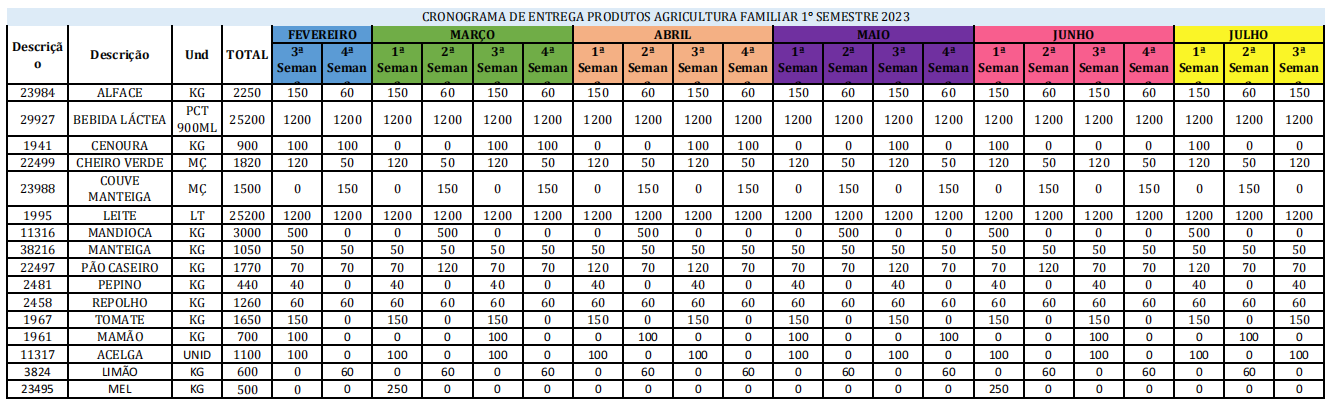 CRONOGRAMA DE ENTREGA PRODUTOS AGRICULTURA FAMILIAR 1º SEMESTRE 2023
Descriçã
o Descrição Und TOTAL FEVEREIRO MARÇO ABRIL MAIO JUNHO JULHO
3ª 4ª 1ª 2ª 3ª 4ª 1ª 2ª 3ª 4ª 1ª 2ª 3ª 4ª 1ª 2ª 3ª 4ª 1ª 2ª 3ª
Seman Seman Seman Seman Seman Seman Seman Seman Seman Seman Seman Seman Seman Seman Seman Seman Seman Seman Seman Seman Seman
23984 ALFACE KG 2250 150 60 150 60 150 60 150 60 150 60 150 60 150 60 150 60 150 60 150 60 150
29927 BEBIDA LÁCTEA PCT
900ML 25200 1200 1200 1200 1200 1200 1200 1200 1200 1200 1200 1200 1200 1200 1200 1200 1200 1200 1200 1200 1200 1200
1941 CENOURA KG 900 100 100 0 0 100 100 0 0 100 100 0 0 100 0 100 0 0 0 100 0 0
22499 CHEIRO VERDE MÇ 1820 120 50 120 50 120 50 120 50 120 50 120 50 120 50 120 50 120 50 120 50 120
23988 COUVE
MANTEIGA MÇ 1500 0 150 0 150 0 150 0 150 0 150 0 150 0 150 0 150 0 150 0 150 0
1995 LEITE LT 25200 1200 1200 1200 1200 1200 1200 1200 1200 1200 1200 1200 1200 1200 1200 1200 1200 1200 1200 1200 1200 1200
11316 MANDIOCA KG 3000 500 0 0 500 0 0 0 500 0 0 0 500 0 0 500 0 0 0 500 0 0
38216 MANTEIGA KG 1050 50 50 50 50 50 50 50 50 50 50 50 50 50 50 50 50 50 50 50 50 50
22497 PÃO CASEIRO KG 1770 70 70 70 120 70 70 120 70 120 70 70 70 120 70 70 120 70 70 120 70 70
2481 PEPINO KG 440 40 0 40 0 40 0 40 0 40 0 40 0 40 0 40 0 40 0 40 0 40
2458 REPOLHO KG 1260 60 60 60 60 60 60 60 60 60 60 60 60 60 60 60 60 60 60 60 60 60
1967 TOMATE KG 1650 150 0 150 0 150 0 150 0 150 0 150 0 150 0 150 0 150 0 150 0 150
1961 MAMÃO KG 700 100 0 0 0 100 0 0 100 0 0 100 0 0 100 0 0 100 0 0 100 0
11317 ACELGA UNID 1100 100 0 100 0 100 0 100 0 100 0 100 0 100 0 100 0 100 0 100 0 100
3824 LIMÃO KG 600 0 60 0 60 0 60 0 60 0 60 0 60 0 60 0 60 0 60 0 60 0
23495 MEL KG 500 0 0 250 0 0 0 0 0 0 0 0 0 0 0 250 0 0 0 0 0 0